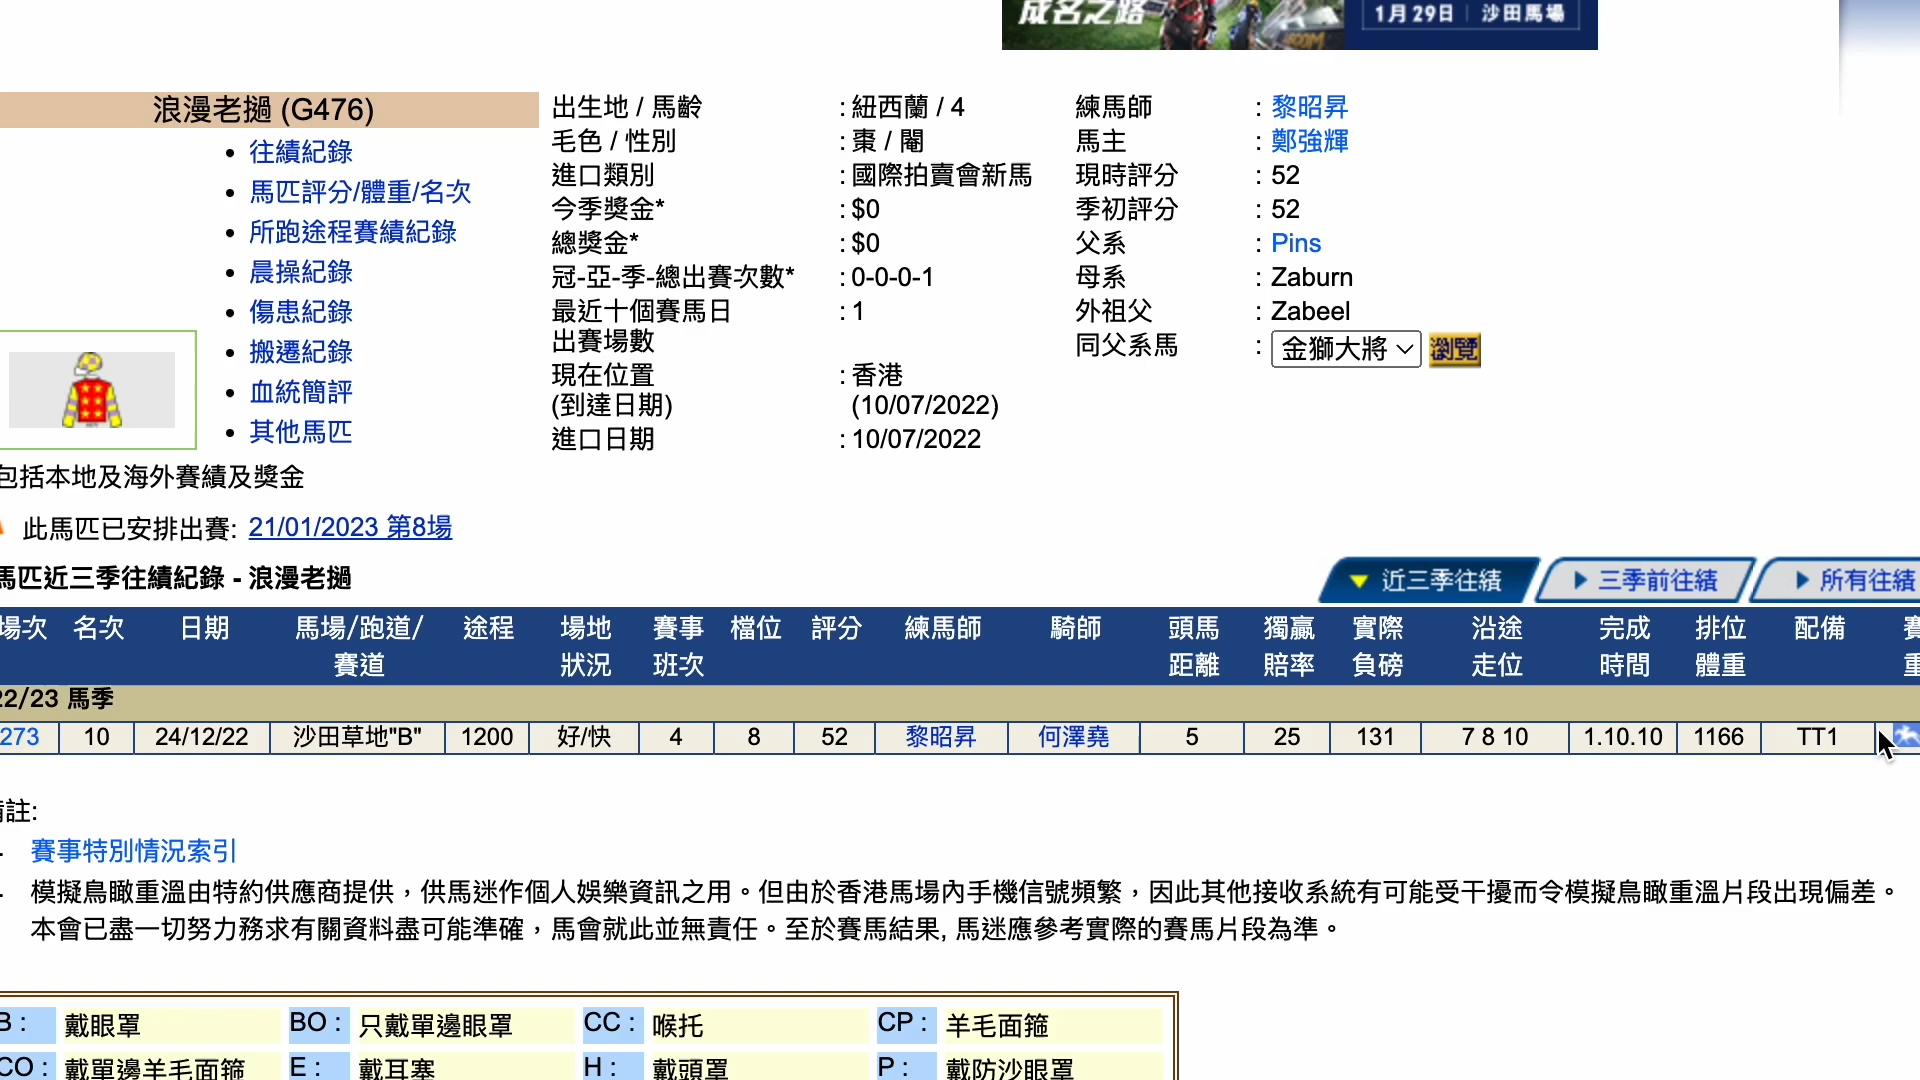 成名之路
1月29日 | 沙田馬場
浪漫老撾 (G476)
往績紀錄
馬匹評分/體重/名次
所跑途程賽績紀錄
晨操紀錄
傷患紀錄
搬遷紀錄
血統簡評
其他馬匹
出生地 / 馬齡 : 紐西蘭 / 4
毛色 / 性別 : 棗 / 閹
進口類別 : 國際拍賣會新馬
今季獎金* : $0
總獎金* : $0
冠-亞-季-總出賽次數* : 0-0-0-1
最近十個賽馬日 : 1
出賽場數
現在位置 : 香港
(到達日期) (10/07/2022)
進口日期 : 10/07/2022
練馬師 : 黎昭昇
馬主 : 鄭強輝
現時評分 : 52
季初評分 : 52
父系 : Pins
母系 : Zaburn
外祖父 : Zabeel
同父系馬 : 金獅大將 瀏覽
包括本地及海外賽績及獎金
此馬匹已安排出賽: 21/01/2023 第8場
馬匹近三季往績紀錄 - 浪漫老撾
近三季往績 三季前往績 所有往績
場次 名次 日期 馬場/跑道/ 途程 場地 賽事 檔位 評分 練馬師 騎師 頭馬 獨贏 實際 沿途 完成 排位 配備 賽
賽道 狀況 班次 距離 賠率 負磅 走位 時間 體重 重
22/23 馬季
273 10 24/12/22 沙田草地"B" 1200 好/快 4 8 52 黎昭昇 何澤堯 5 25 131 7 8 10 1.10.10 1166 TT1
備註:
賽事特別情況索引
模擬鳥瞰重溫由特約供應商提供，供馬迷作個人娛樂資訊之用。但由於香港馬場內手機信號頻繁，因此其他接收系統有可能受干擾而令模擬鳥瞰重溫片段出現偏差。
本會已盡一切努力務求有關資料盡可能準確，馬會就此並無責任。至於賽馬結果, 馬迷應參考實際的賽馬片段為準。
B : 戴眼罩 BO : 只戴單邊眼罩 CC : 喉托 CP : 羊毛面箍
CO : 戴單邊羊毛面箍 E : 戴耳塞 H : 戴頭罩 P : 戴防沙眼罩